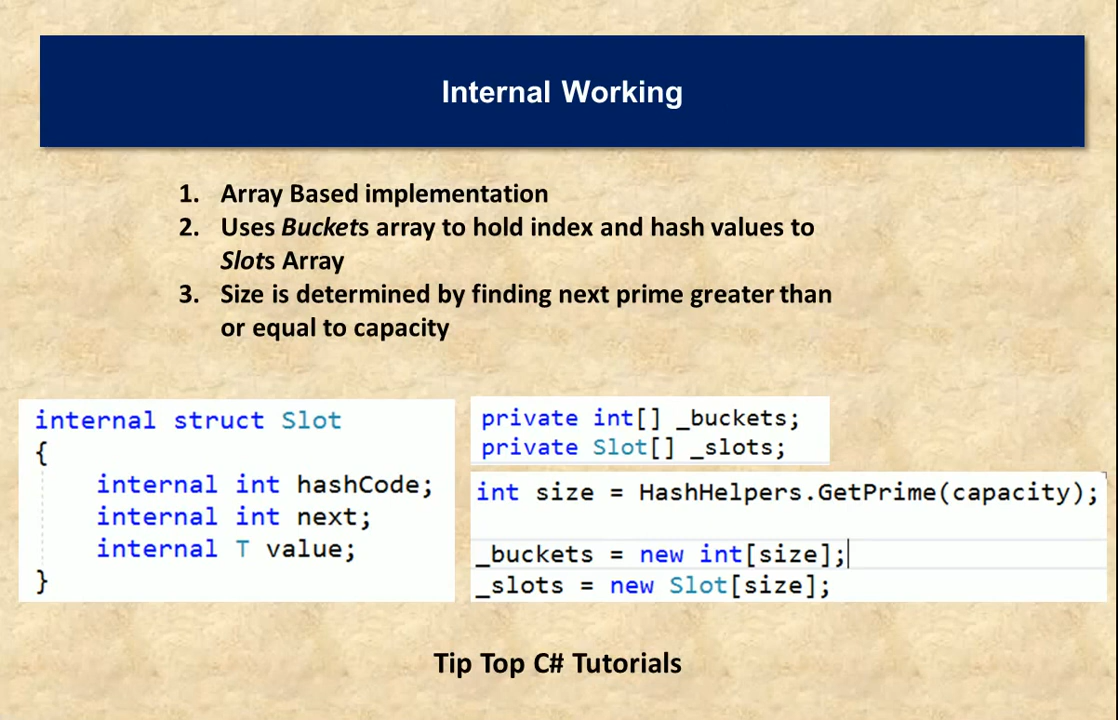 Internal Working
1. Array Based implementation
2. Uses Buckets array to hold index and hash values to
Slots Array
3. Size is determined by finding next prime greater than
or equal to capacity
internal struct Slot
{
internal int hashCode;
internal int next;
internal T value;
}
private int[] _buckets;
private Slot[] _slots;
int size = HashHelpers.GetPrime(capacity);
_buckets = new int[size];
_slots = new Slot[size];
Tip Top C# Tutorials